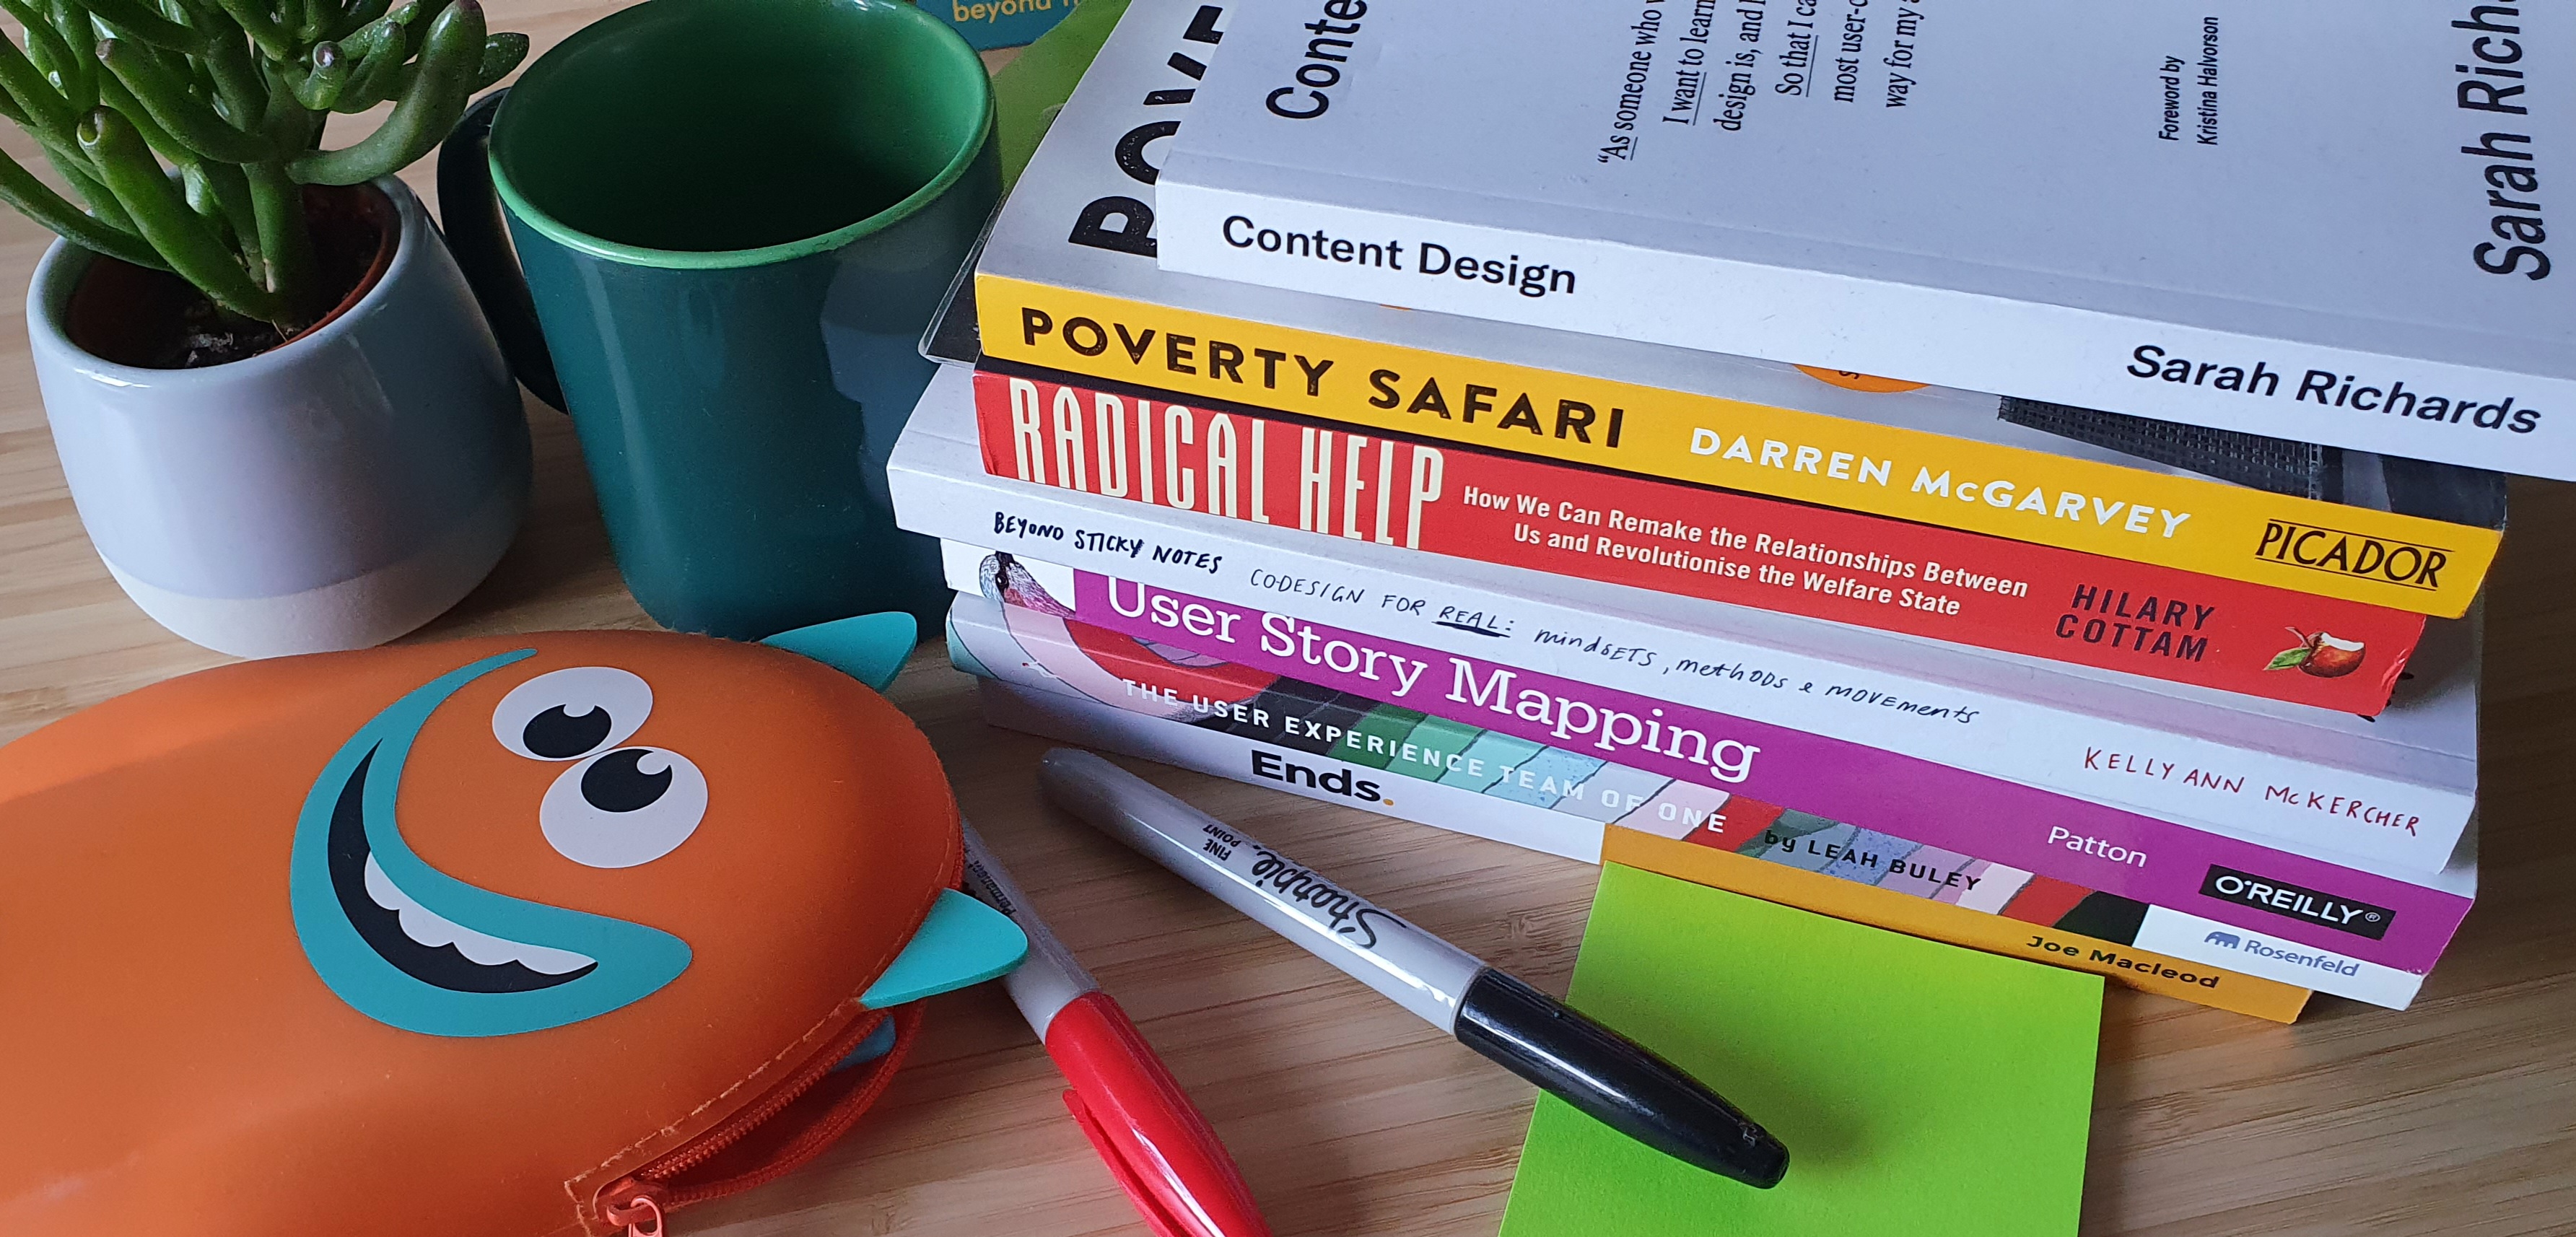 beyond
Conte
"As someone who
I want to learn
design is, and
So that I ca
most user-c
way for my
Foreword by
Kristina Halvorson
Sarah Rich
POVE
Content Design
Sarah Richards
POVERTY SAFARI
DARREN McGARVEY
PICADOR
RADICAL HELP
How We Can Remake the Relationships Between
Us and Revolutionise the Welfare State
HILARY
COTTAM
BEYOND STICKY NOTES
CODESIGN FOR REAL: mindsets, methods & movements
KELLY ANN McKERCHER
User Story Mapping
Patton
O'REILLY®
THE USER EXPERIENCE TEAM OF ONE
by LEAH BULEY
Rosenfeld
Ends.
Joe Macleod
Sharpie.
FINE
POINT
Permanent